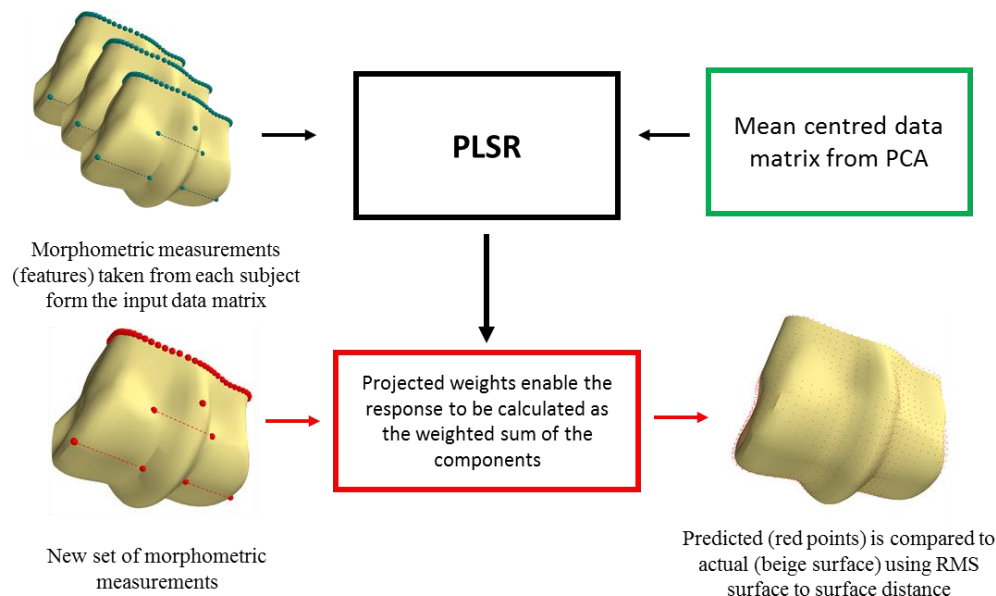 PLSR
Mean centred data
matrix from PCA
Morphometric measurements
(features) taken from each subject
form the input data matrix
Projected weights enable the
response to be calculated as
the weighted sum of the
components
New set of morphometric
measurements
Predicted (red points) is compared to
actual (beige surface) using RMS
surface to surface distance